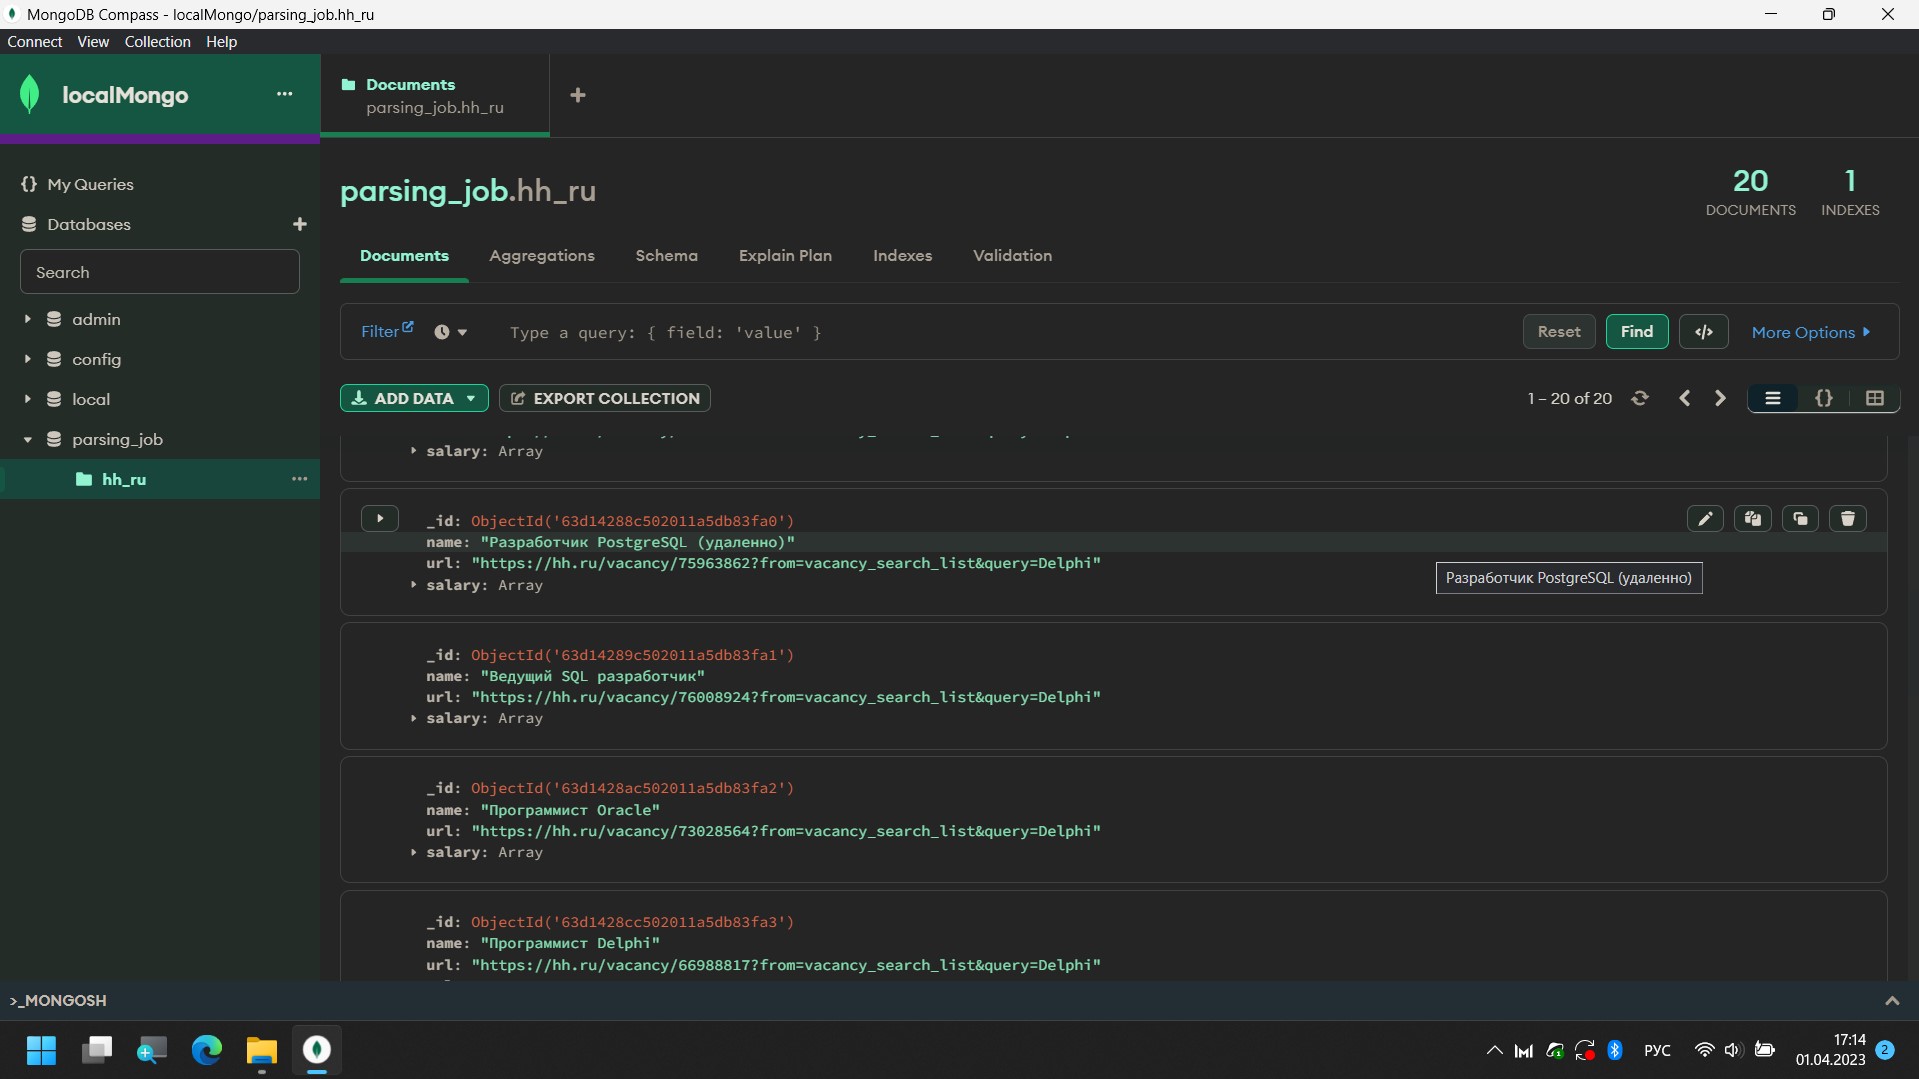 MongoDB Compass - localMongo/parsing_job.hh_ru
Connect View Collection Help
localMongo
Documents
parsing_job.hh_ru
My Queries
Databases
Search
admin
config
local
parsing_job
hh_ru
parsing_job.hh_ru
20
DOCUMENTS
1
INDEXES
Documents Aggregations Schema Explain Plan Indexes Validation
Filter Type a query: { field: 'value' } Reset Find </> More Options
ADD DATA EXPORT COLLECTION 1 – 20 of 20 {}
salary: Array
_id: ObjectId('63d14288c502011a5db83fa0')
name: "Разработчик PostgreSQL (удаленно)"
url: "https://hh.ru/vacancy/75963862?from=vacancy_search_list&query=Delphi"
Разработчик PostgreSQL (удаленно)
salary: Array
_id: ObjectId('63d14289c502011a5db83fa1')
name: "Ведущий SQL разработчик"
url: "https://hh.ru/vacancy/76008924?from=vacancy_search_list&query=Delphi"
salary: Array
_id: ObjectId('63d1428ac502011a5db83fa2')
name: "Программист Oracle"
url: "https://hh.ru/vacancy/73028564?from=vacancy_search_list&query=Delphi"
salary: Array
_id: ObjectId('63d1428cc502011a5db83fa3')
name: "Программист Delphi"
url: "https://hh.ru/vacancy/66988817?from=vacancy_search_list&query=Delphi"
>_MONGOSH
РУС
17:14
01.04.2023
2